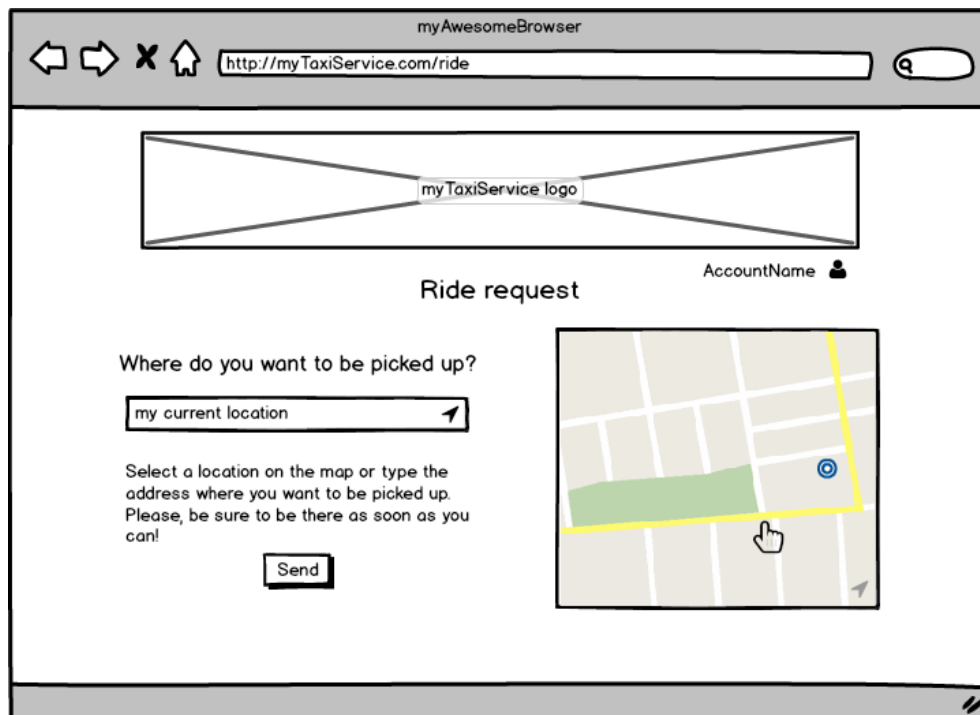 myAwesomeBrowser
http://myTaxiService.com/ride
myTaxiService logo
AccountName
Ride request
Where do you want to be picked up?
my current location
Select a location on the map or type the
address where you want to be picked up.
Please, be sure to be there as soon as you
can!
Send